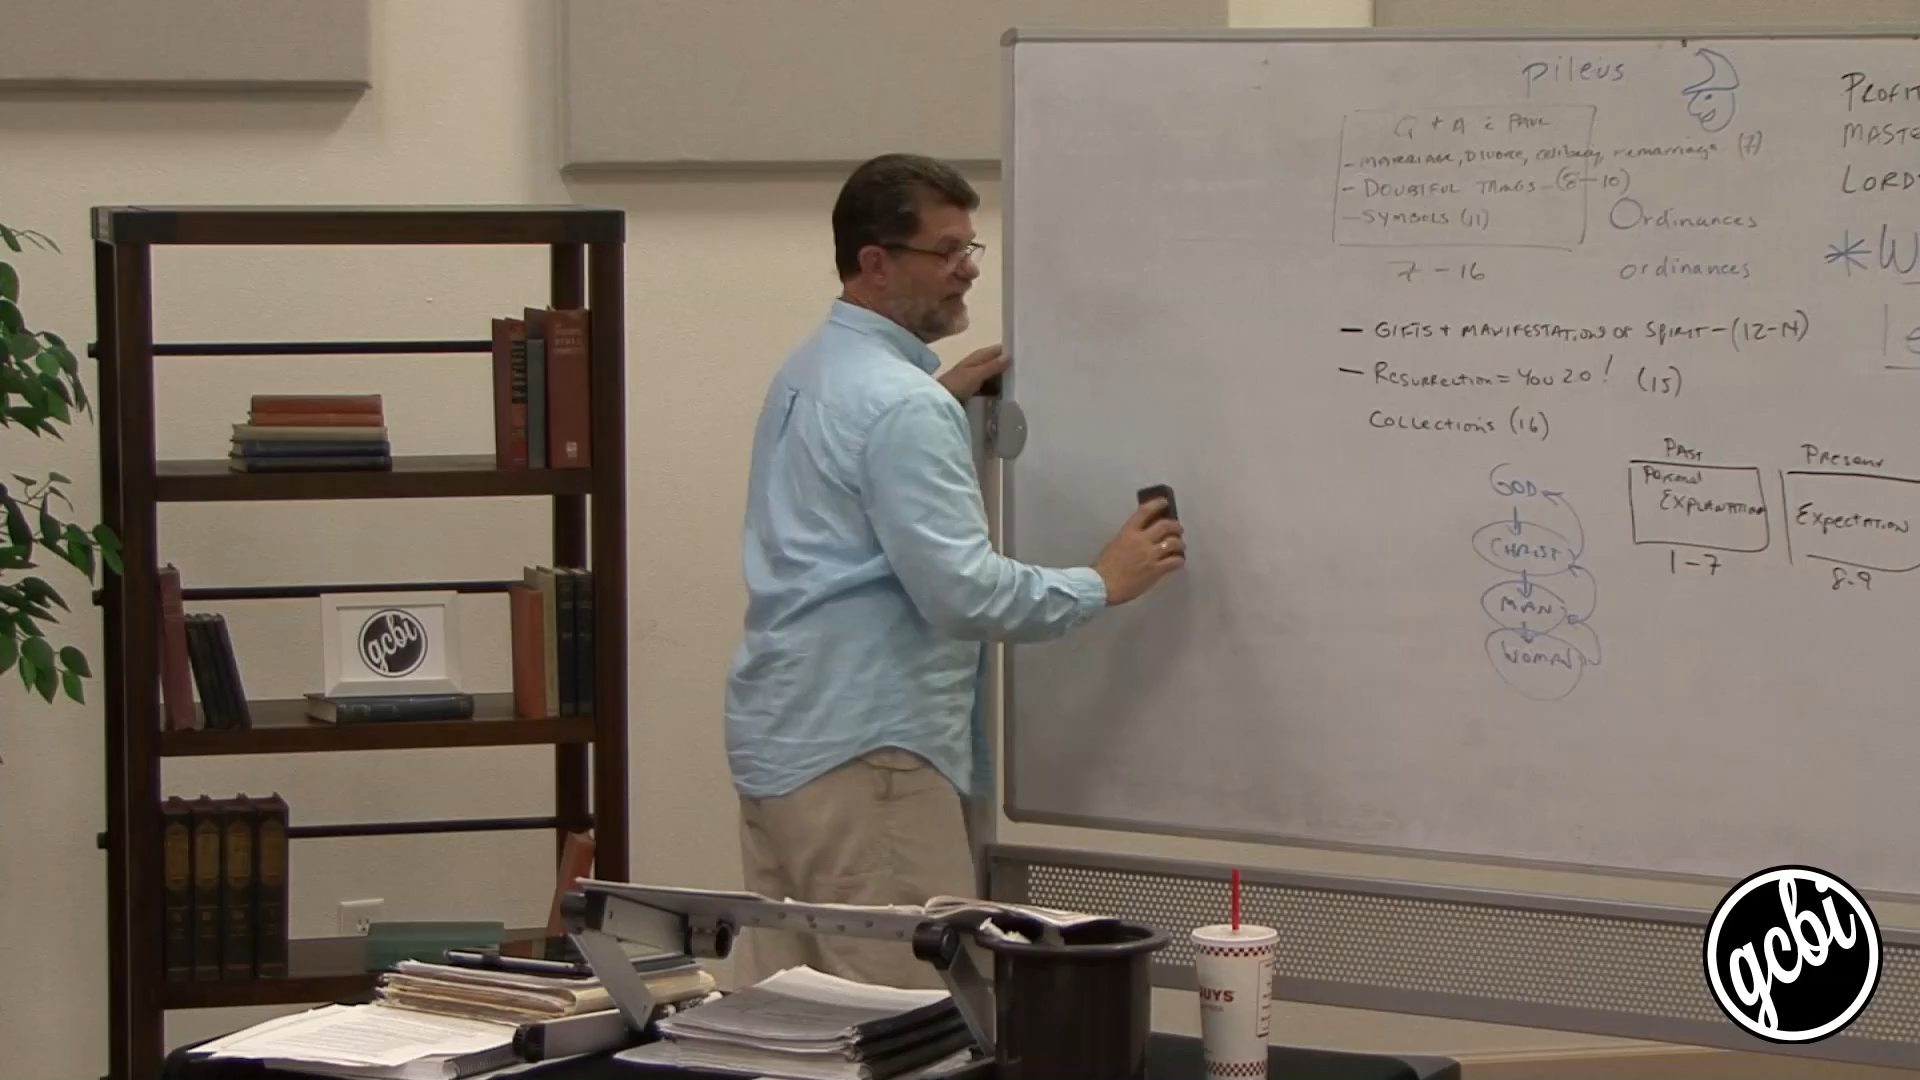 pileus
Q + A c PAUL
- MARRIAGE, DIVORCE, celibacy, remarriage (7)
- DOUBTFUL THINGS - (8-10)
- SYMBOLS (11)
7 - 16
Ordinances
ordinances
PROFIT
MASTE
LORD
*W
le
- GIFTS + MANIFESTATIONS OF SPIRIT - (12-14)
- RESURRECTION = YOU 2.0! (15)
COLLECTIONS (16)
GOD
CHRIST
MAN
WOMAN
PAST
Personal
EXPLANATION
1-7
Present
Expectation
8-9
gcbi
GUYS
gcbi